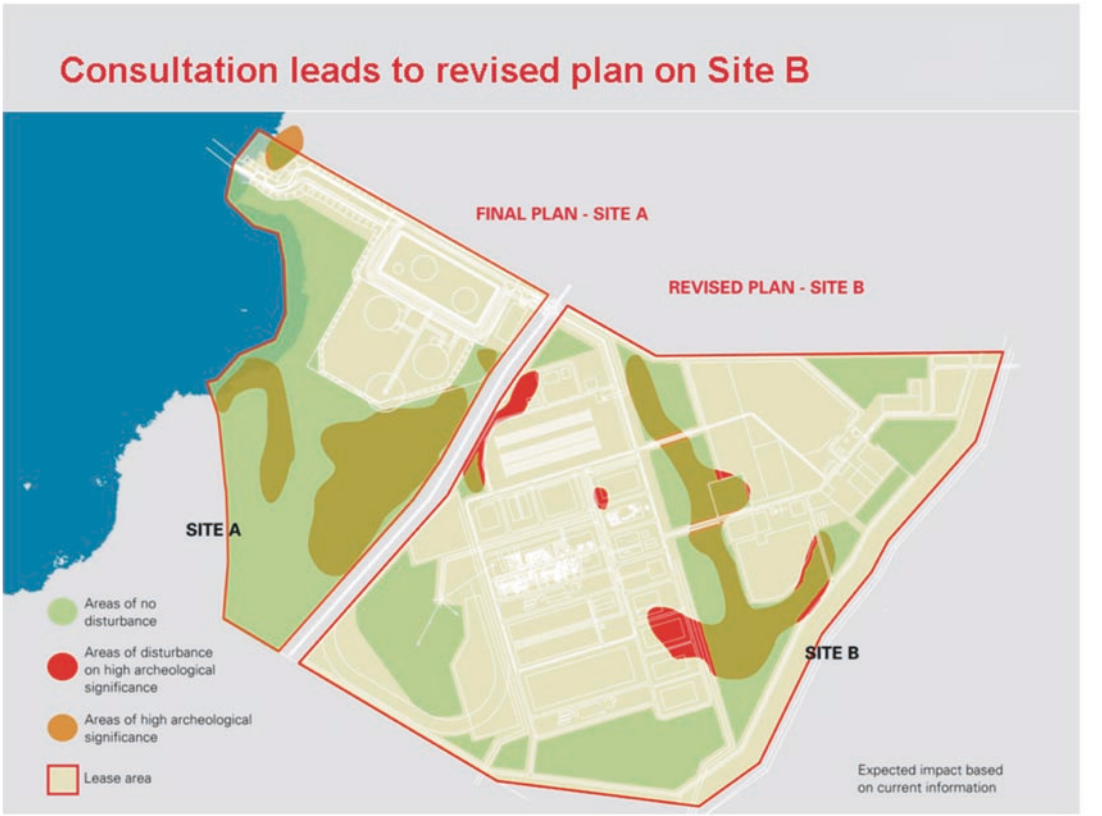 Consultation leads to revised plan on Site B
FINAL PLAN - SITE A
REVISED PLAN - SITE B
SITE A
SITE B
Areas of no
disturbance
Areas of disturbance
on high archeological
significance
Areas of high archeological
significance
Lease area
Expected impact based
on current information